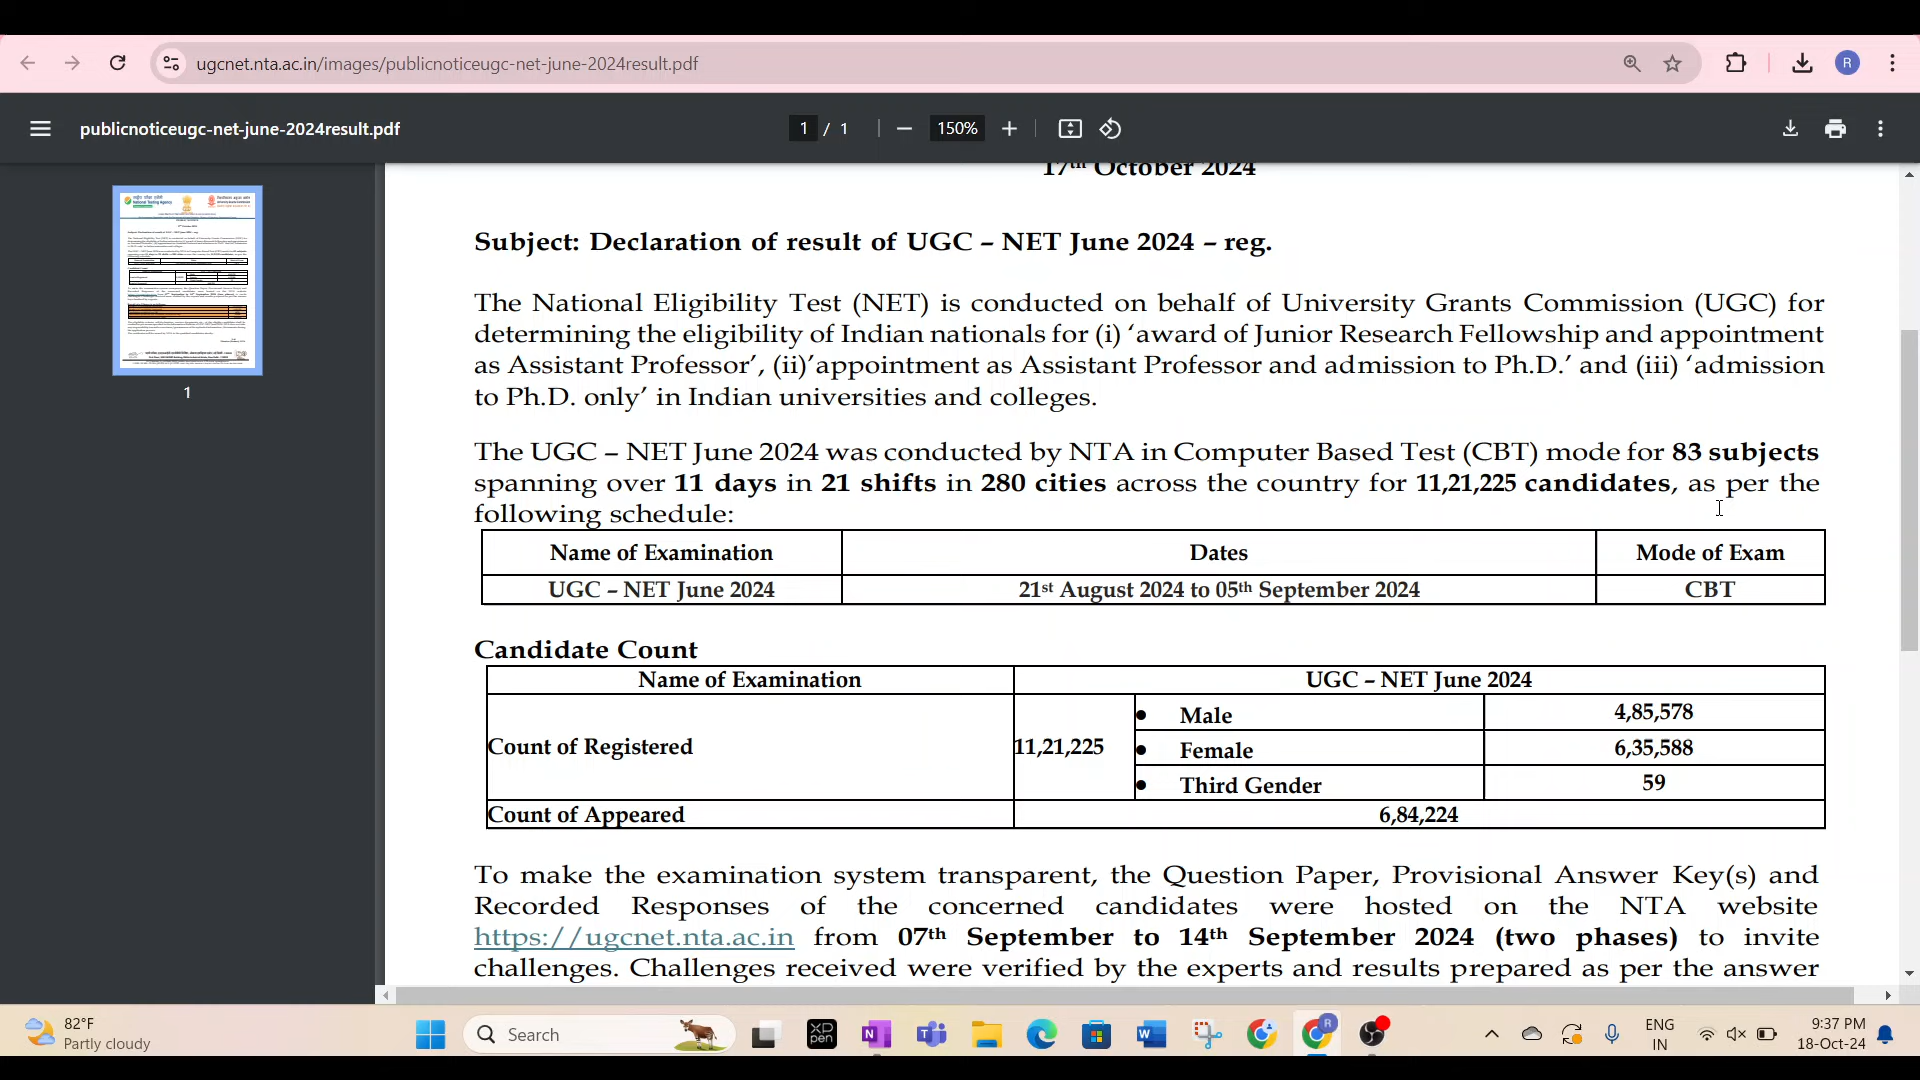 ugcnet.nta.ac.in/images/publicnoticeugc-net-june-2024result.pdf
R
publicnoticeugc-net-june-2024result.pdf
1 / 1
150%
1
17th October 2024
Subject: Declaration of result of UGC – NET June 2024 – reg.
The National Eligibility Test (NET) is conducted on behalf of University Grants Commission (UGC) for
determining the eligibility of Indian nationals for (i) ‘award of Junior Research Fellowship and appointment
as Assistant Professor’, (ii)’appointment as Assistant Professor and admission to Ph.D.’ and (iii) ‘admission
to Ph.D. only’ in Indian universities and colleges.
The UGC – NET June 2024 was conducted by NTA in Computer Based Test (CBT) mode for 83 subjects
spanning over 11 days in 21 shifts in 280 cities across the country for 11,21,225 candidates, as per the
following schedule:
Name of Examination Dates Mode of Exam
UGC – NET June 2024 21st August 2024 to 05th September 2024 CBT
Candidate Count
Name of Examination UGC – NET June 2024
Count of Registered 11,21,225
• Male 4,85,578
• Female 6,35,588
• Third Gender 59
Count of Appeared 6,84,224
To make the examination system transparent, the Question Paper, Provisional Answer Key(s) and
Recorded Responses of the concerned candidates were hosted on the NTA website
https://ugcnet.nta.ac.in from 07th September to 14th September 2024 (two phases) to invite
challenges. Challenges received were verified by the experts and results prepared as per the answer
82°F
Partly cloudy
Search
XP
pen
ENG
IN
9:37 PM
18-Oct-24